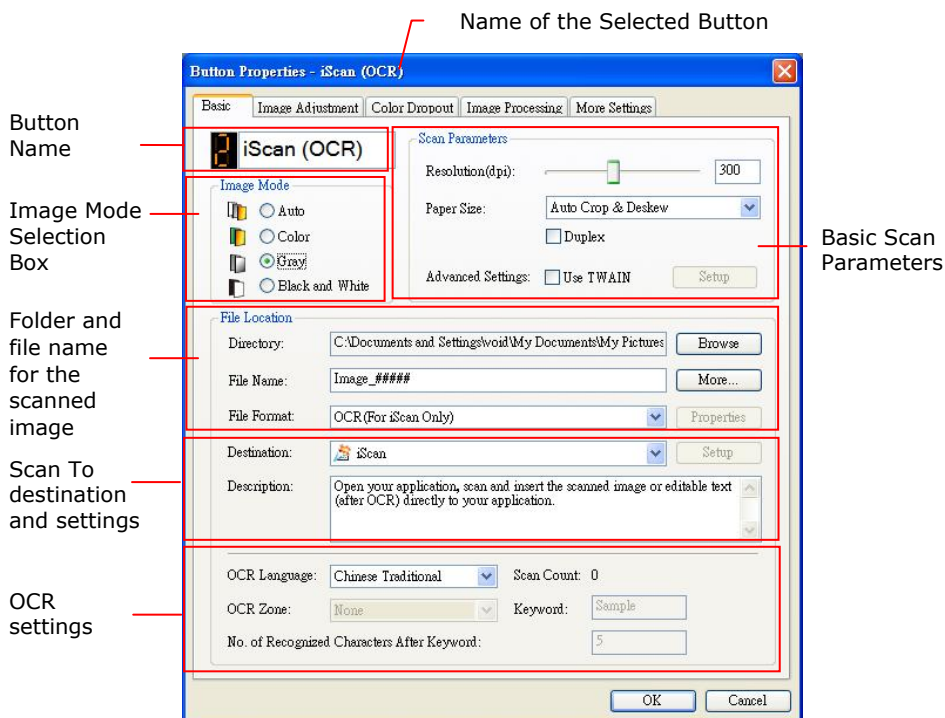 Name of the Selected Button
Button Properties - iScan (OCR)
Basic Image Adjustment Color Dropout Image Processing More Settings
Button
Name
2 iScan (OCR)
Image Mode
Selection
Box
Image Mode
Auto
Color
Gray
Black and White
Scan Parameters
Resolution(dpi): 300
Paper Size: Auto Crop & Deskew
Duplex
Advanced Settings: Use TWAIN Setup
Basic Scan
Parameters
Folder and
file name
for the
scanned
image
File Location
Directory: C:\Documents and Settings\void\My Documents\My Pictures Browse
File Name: Image_##### More...
File Format: OCR(For iScan Only) Properties
Scan To
destination
and settings
Destination: iScan Setup
Description: Open your application, scan and insert the scanned image or editable text
(after OCR) directly to your application.
OCR
settings
OCR Language: Chinese Traditional Scan Count: 0
OCR Zone: None Keyword: Sample
No. of Recognized Characters After Keyword: 5
OK Cancel